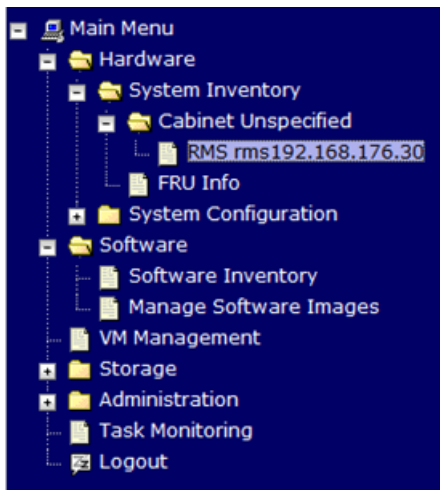 Main Menu
Hardware
System Inventory
Cabinet Unspecified
RMS rms192.168.176.30
FRU Info
System Configuration
Software
Software Inventory
Manage Software Images
VM Management
Storage
Administration
Task Monitoring
Logout